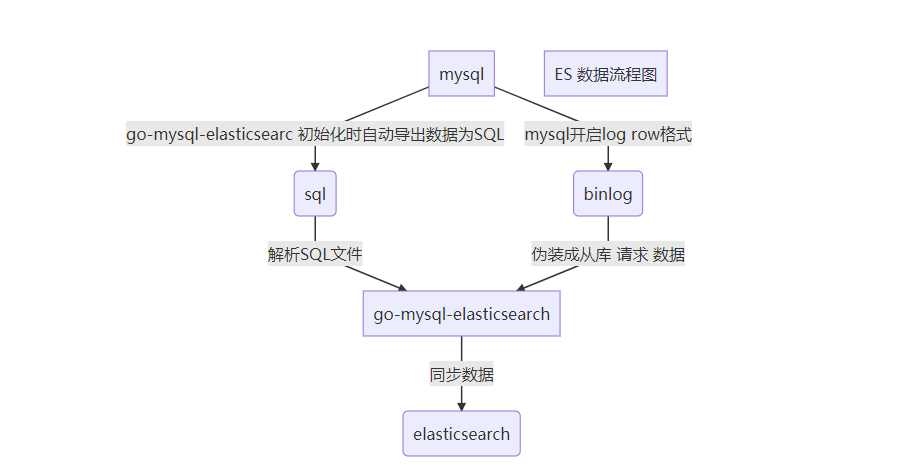 mysql
ES 数据流程图
go-mysql-elasticsearc 初始化时自动导出数据为SQL
mysql开启log row格式
sql
binlog
解析SQL文件
伪装成从库 请求 数据
go-mysql-elasticsearch
同步数据
elasticsearch